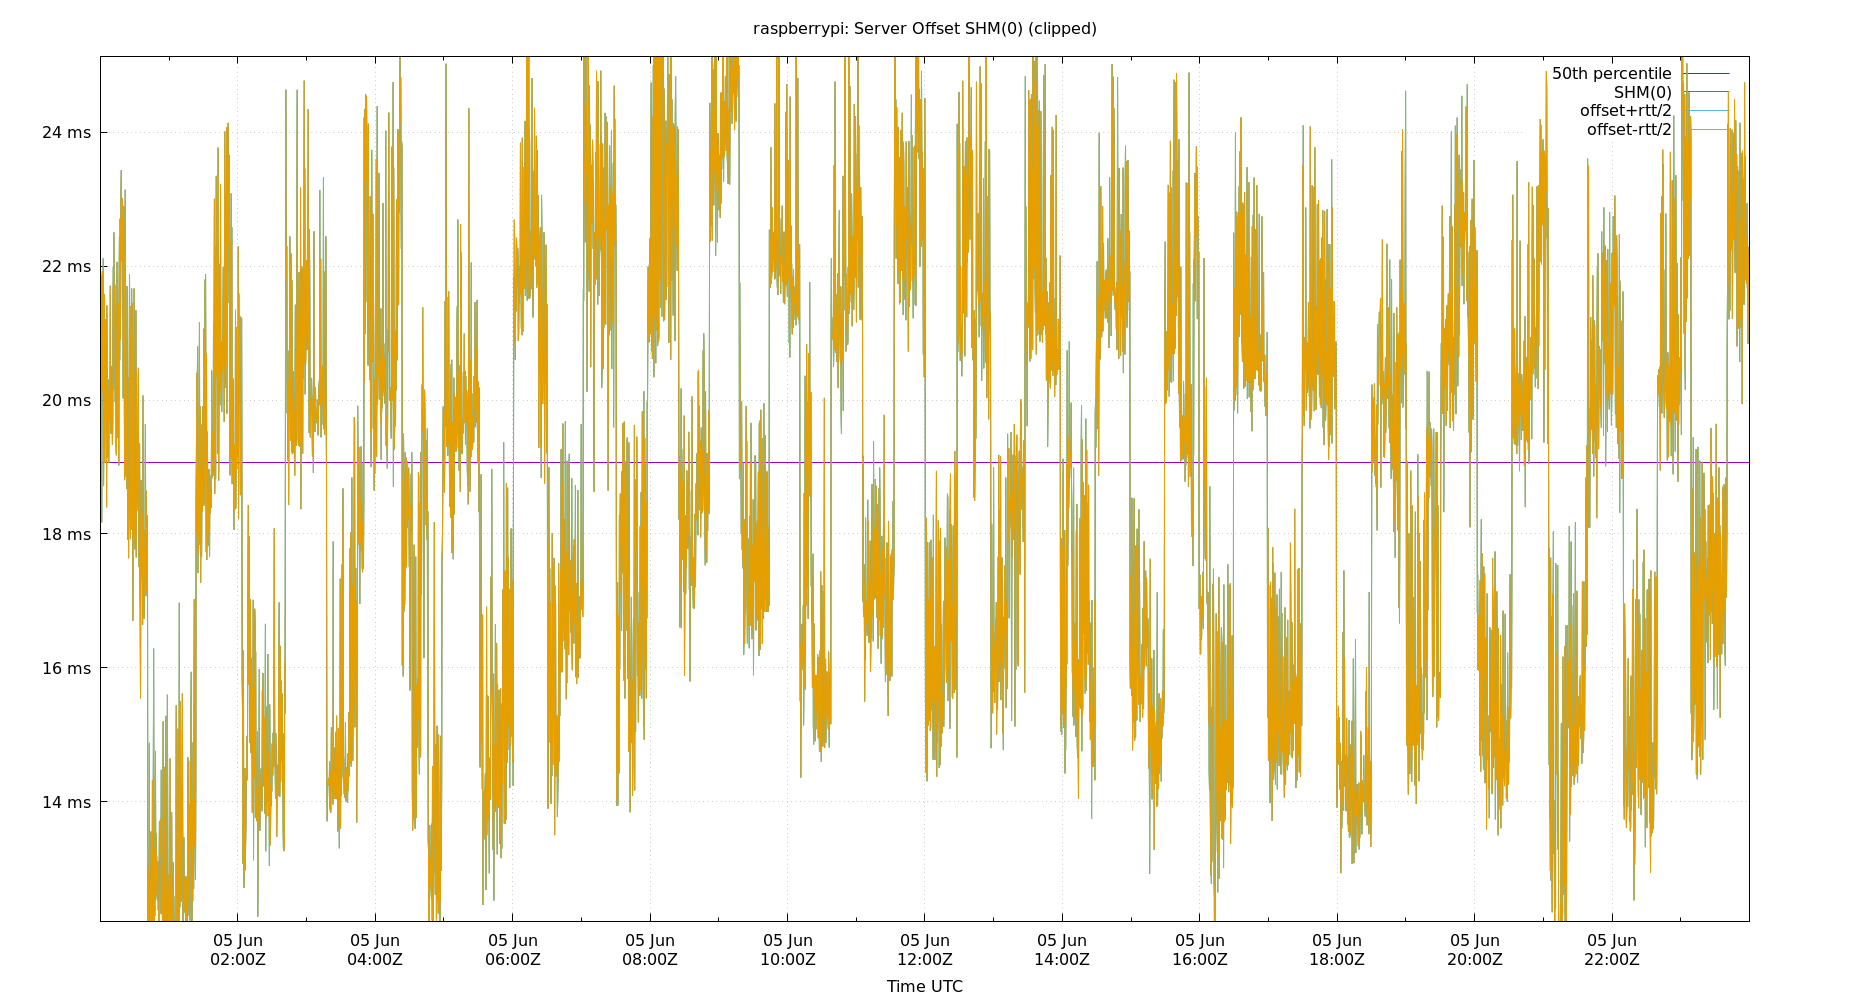 raspberrypi: Server Offset SHM(0) (clipped)
50th percentile
SHM(0)
offset+rtt/2
offset-rtt/2
24 ms
22 ms
20 ms
18 ms
16 ms
14 ms
05 Jun 05 Jun 05 Jun 05 Jun 05 Jun 05 Jun 05 Jun 05 Jun 05 Jun 05 Jun 05 Jun
02:00Z 04:00Z 06:00Z 08:00Z 10:00Z 12:00Z 14:00Z 16:00Z 18:00Z 20:00Z 22:00Z
Time UTC